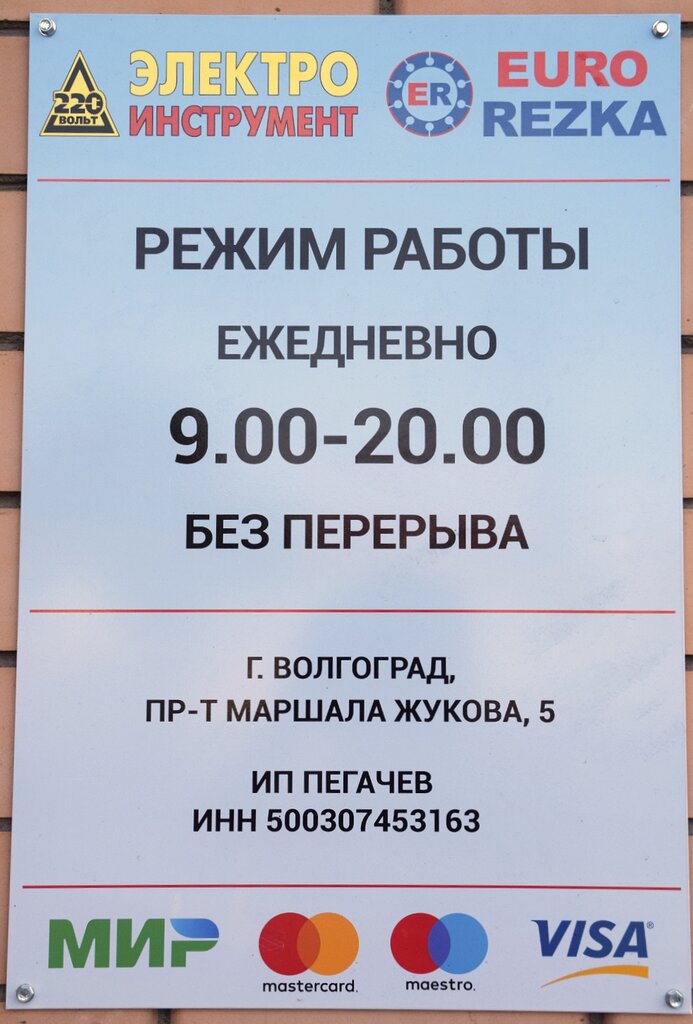 220
ВОЛЬТ
ЭЛЕКТРО
ИНСТРУМЕНТ
ER
EURO
REZKA
РЕЖИМ РАБОТЫ
ЕЖЕДНЕВНО
9.00-20.00
БЕЗ ПЕРЕРЫВА
Г. ВОЛГОГРАД,
ПР-Т МАРШАЛА ЖУКОВА, 5
ИП ПЕГАЧЕВ
ИНН 500307453163
МИР
mastercard.
maestro.
VISA®